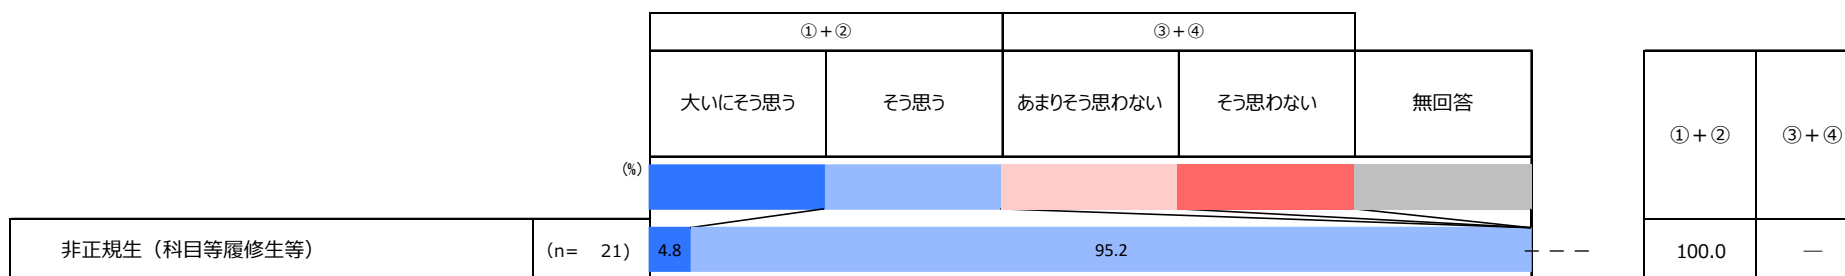 ①+② ③+④
大いにそう思う そう思う あまりそう思わない そう思わない 無回答 ①+② ③+④
(%)
非正規生（科目等履修生等） (n= 21) 4.8 95.2 - - - 100.0 —